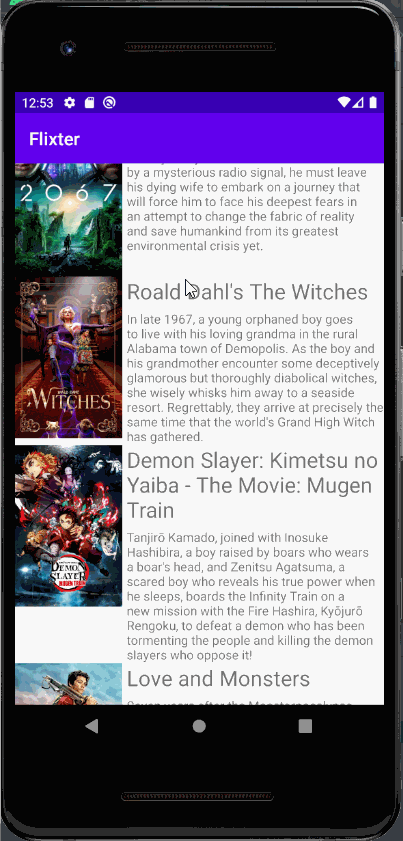 12:53
Flixter
by a mysterious radio signal, he must leave
his dying wife to embark on a journey that
will force him to face his deepest fears in
an attempt to change the fabric of reality
and save humankind from its greatest
environmental crisis yet.
2067
Roald Dahl's The Witches
In late 1967, a young orphaned boy goes
to live with his loving grandma in the rural
Alabama town of Demopolis. As the boy and
his grandmother encounter some deceptively
glamorous but thoroughly diabolical witches,
she wisely whisks him away to a seaside
resort. Regrettably, they arrive at precisely the
same time that the world's Grand High Witch
has gathered.
WITCHES
Demon Slayer: Kimetsu no
Yaiba - The Movie: Mugen
Train
Tanjirō Kamado, joined with Inosuke
Hashibira, a boy raised by boars who wears
a boar's head, and Zenitsu Agatsuma, a
scared boy who reveals his true power when
he sleeps, boards the Infinity Train on a
new mission with the Fire Hashira, Kyōjurō
Rengoku, to defeat a demon who has been
tormenting the people and killing the demon
slayers who oppose it!
DEMON
SLAYER
MUGEN TRAIN
Love and Monsters
Seven years after the Monsterpocalypse